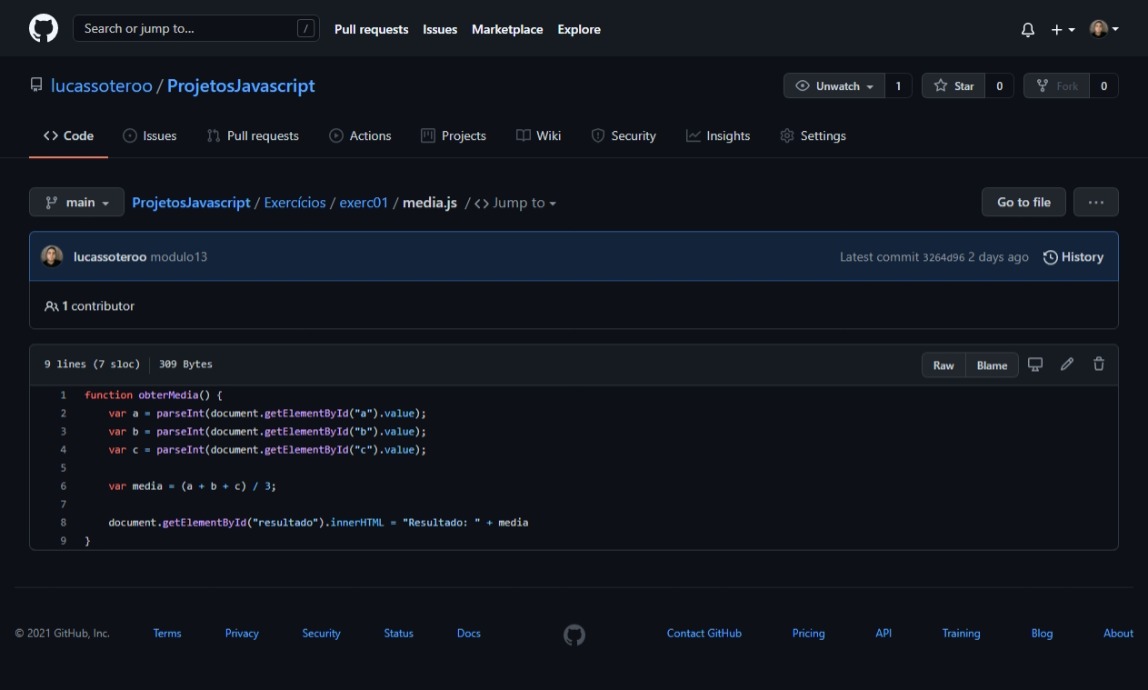 Search or jump to... / Pull requests Issues Marketplace Explore
lucassoteroo / ProjetosJavascript Unwatch 1 Star 0 Fork 0
<> Code Issues Pull requests Actions Projects Wiki Security Insights Settings
main ProjetosJavascript / Exercícios / exerc01 / media.js / <> Jump to Go to file ...
lucassoteroo modulo13 Latest commit 3264d96 2 days ago History
1 contributor
9 lines (7 sloc) 309 Bytes Raw Blame
1 function obterMedia() {
2 var a = parseInt(document.getElementById("a").value);
3 var b = parseInt(document.getElementById("b").value);
4 var c = parseInt(document.getElementById("c").value);
5
6 var media = (a + b + c) / 3;
7
8 document.getElementById("resultado").innerHTML = "Resultado: " + media
9 }
© 2021 GitHub, Inc. Terms Privacy Security Status Docs Contact GitHub Pricing API Training Blog About